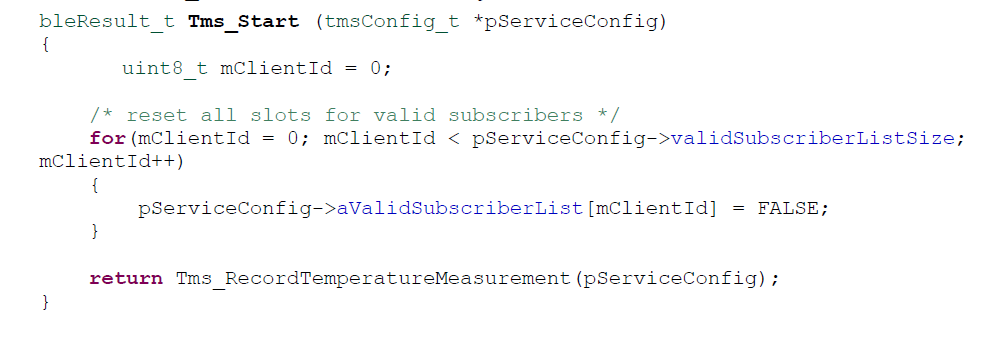 bleResult_t Tms_Start (tmsConfig_t *pServiceConfig)
{
uint8_t mClientId = 0;
/* reset all slots for valid subscribers */
for(mClientId = 0; mClientId < pServiceConfig->validSubscriberListSize;
mClientId++)
{
pServiceConfig->aValidSubscriberList[mClientId] = FALSE;
}
return Tms_RecordTemperatureMeasurement(pServiceConfig);
}